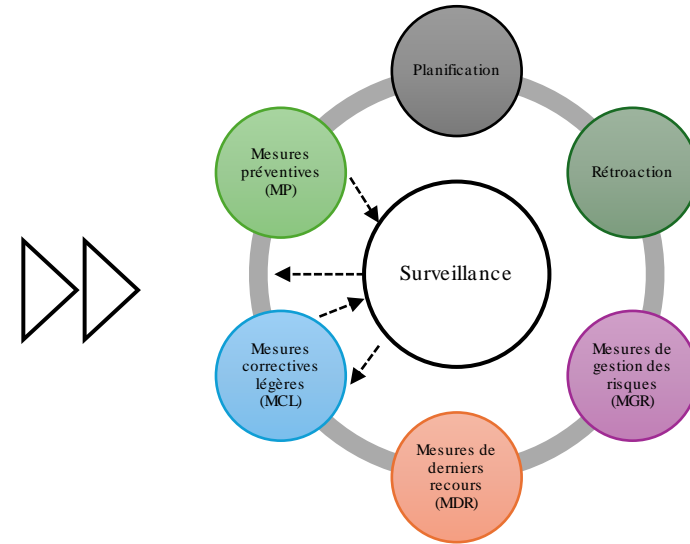 Planification
Mesures
préventives
(MP)
Rétroaction
Surveillance
Mesures
correctives
légères
(MCL)
Mesures de
gestion des
risques
(MGR)
Mesures de
derniers
recours
(MDR)